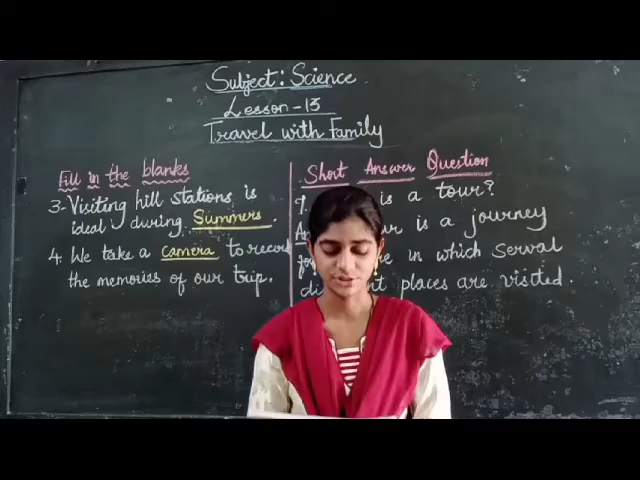 Subject: Science
Lesson-13
Travel with Family
Fill in the blanks
3. Visiting hill stations is
ideal during Summers.
4. We take a camera to record
the memories of our trip.
Short Answer Question
is a tour?
is a journey
in which serval
places are visited.